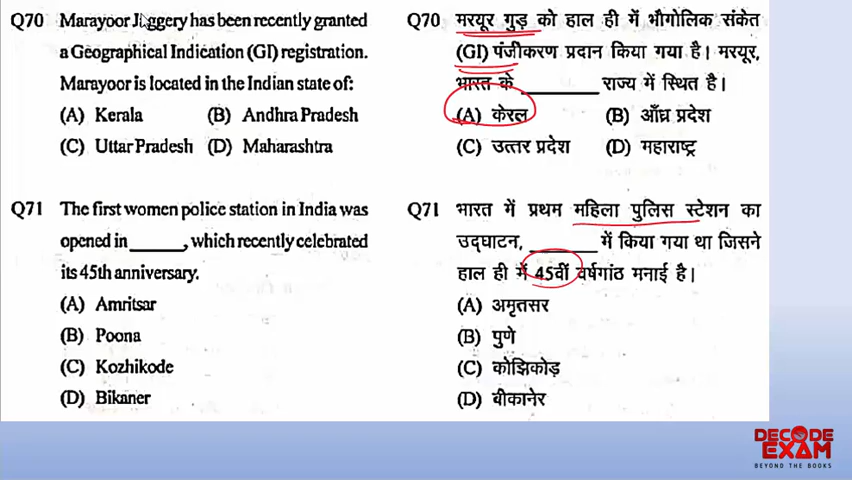 Q70 Marayoor Jaggery has been recently granted
a Geographical Indication (GI) registration.
Marayoor is located in the Indian state of:
(A) Kerala (B) Andhra Pradesh
(C) Uttar Pradesh (D) Maharashtra
Q71 The first women police station in India was
opened in ______, which recently celebrated
its 45th anniversary.
(A) Amritsar
(B) Poona
(C) Kozhikode
(D) Bikaner
Q70 मरयूर गुड़ को हाल ही में भौगोलिक संकेत
(GI) पंजीकरण प्रदान किया गया है। मरयूर,
भारत के ________ राज्य में स्थित है।
(A) केरल (B) आँध्र प्रदेश
(C) उत्तर प्रदेश (D) महाराष्ट्र
Q71 भारत में प्रथम महिला पुलिस स्टेशन का
उद्घाटन, _______ में किया गया था जिसने
हाल ही में 45वीं वर्षगांठ मनाई है।
(A) अमृतसर
(B) पुणे
(C) कोझिकोड़
(D) बीकानेर
DECODE
EXAM
BEYOND THE BOOKS